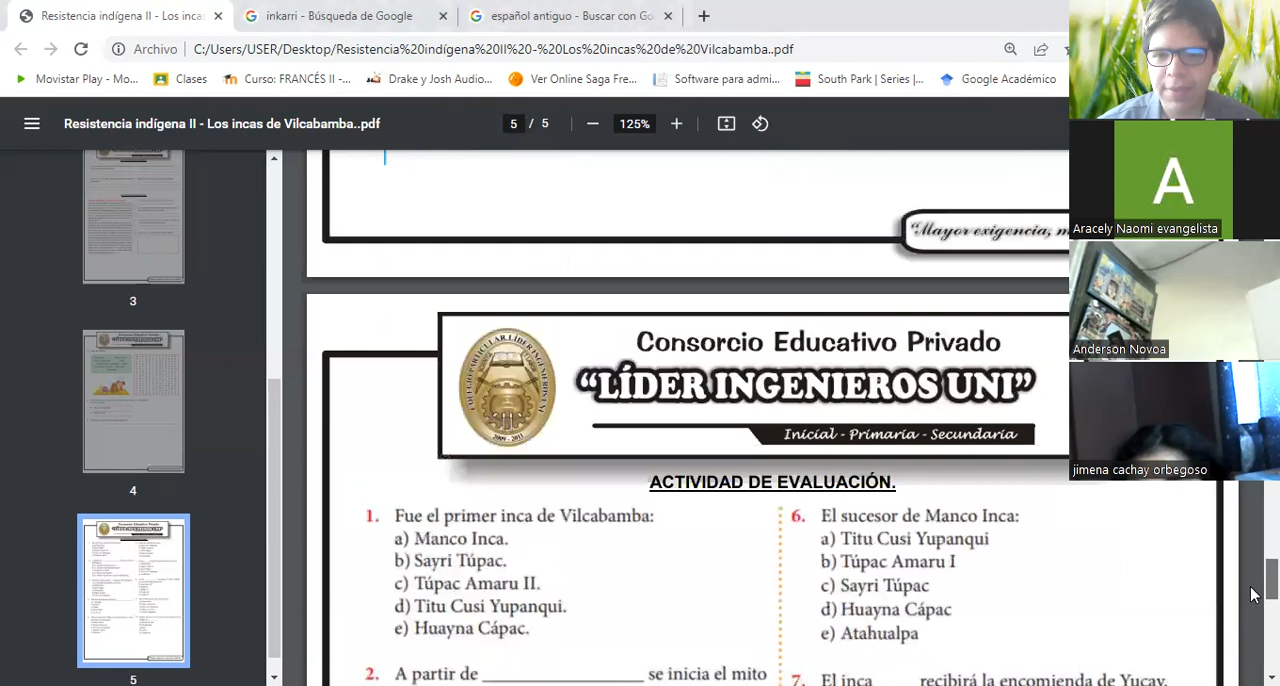 Resistencia indígena II - Los incas
inkarri - Búsqueda de Google
español antiguo - Buscar con Go
Archivo C:/Users/USER/Desktop/Resistencia%20indígena%20II%20-%20Los%20incas%20de%20Vilcabamba..pdf
Movistar Play - Mo... Clases Curso: FRANCÉS II -... Drake y Josh Audio... Ver Online Saga Fre... Software para admi... South Park | Series |... Google Académico
Resistencia indígena II - Los incas de Vilcabamba..pdf 5 / 5 125%
"Mayor exigencia, m
3
4
5
Consorcio Educativo Privado
"LÍDER INGENIEROS UNI"
Inicial - Primaria - Secundaria
ACTIVIDAD DE EVALUACIÓN.
1. Fue el primer inca de Vilcabamba:
a) Manco Inca.
b) Sayri Túpac.
c) Túpac Amaru II.
d) Titu Cusi Yupanqui.
e) Huayna Cápac.
2. A partir de ________________ se inicia el mito
6. El sucesor de Manco Inca:
a) Titu Cusi Yupanqui
b) Túpac Amaru I
c) Sayri Túpac
d) Huayna Cápac
e) Atahualpa
7. El inca ____ recibirá la encomienda de Yucay.
A
Aracely Naomi evangelista
Anderson Novoa
jimena cachay orbegoso